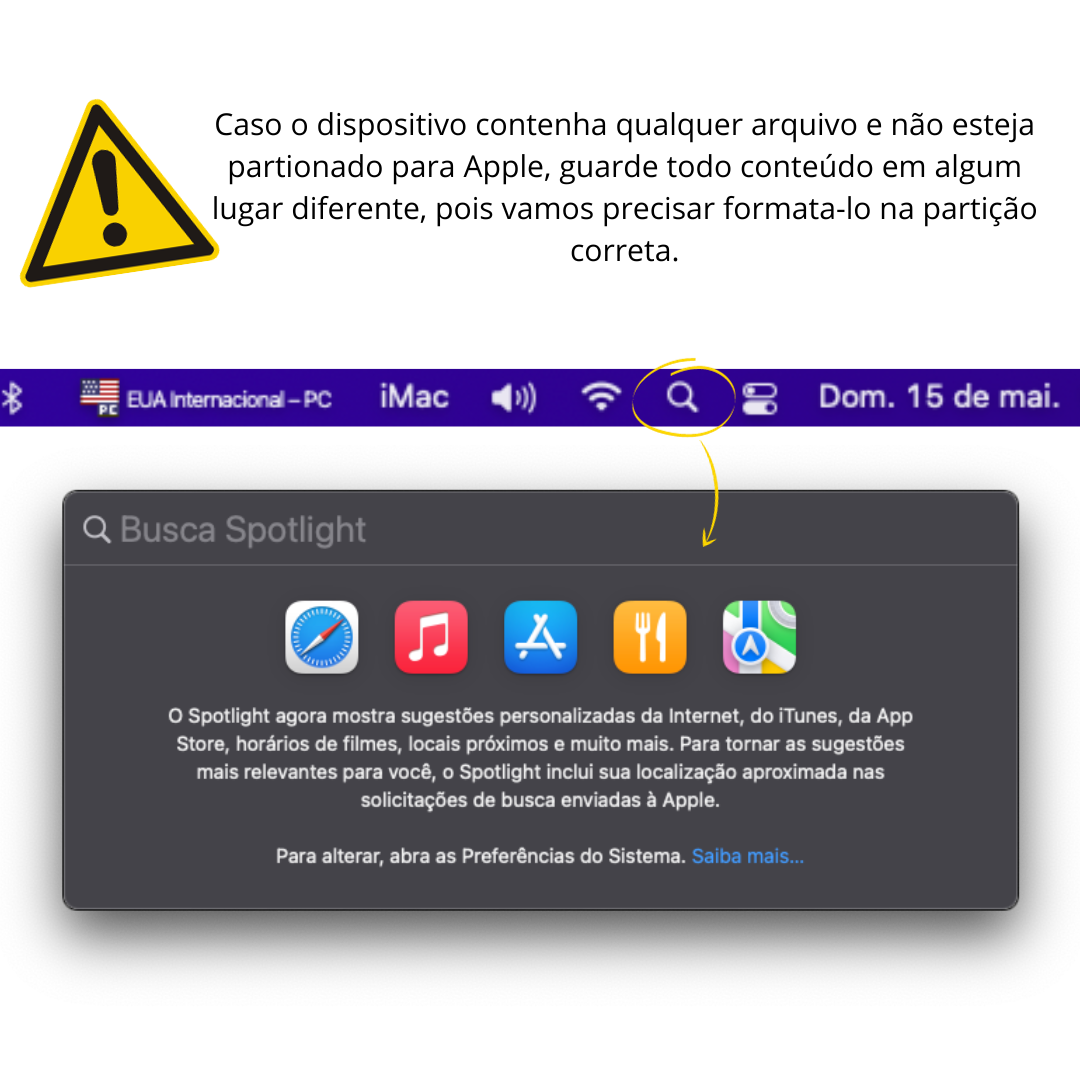 Caso o dispositivo contenha qualquer arquivo e não esteja
partionado para Apple, guarde todo conteúdo em algum
lugar diferente, pois vamos precisar formata-lo na partição
correta.
PC EUA Internacional – PC iMac Dom. 15 de mai.
Busca Spotlight
O Spotlight agora mostra sugestões personalizadas da Internet, do iTunes, da App
Store, horários de filmes, locais próximos e muito mais. Para tornar as sugestões
mais relevantes para você, o Spotlight inclui sua localização aproximada nas
solicitações de busca enviadas à Apple.
Para alterar, abra as Preferências do Sistema. Saiba mais...